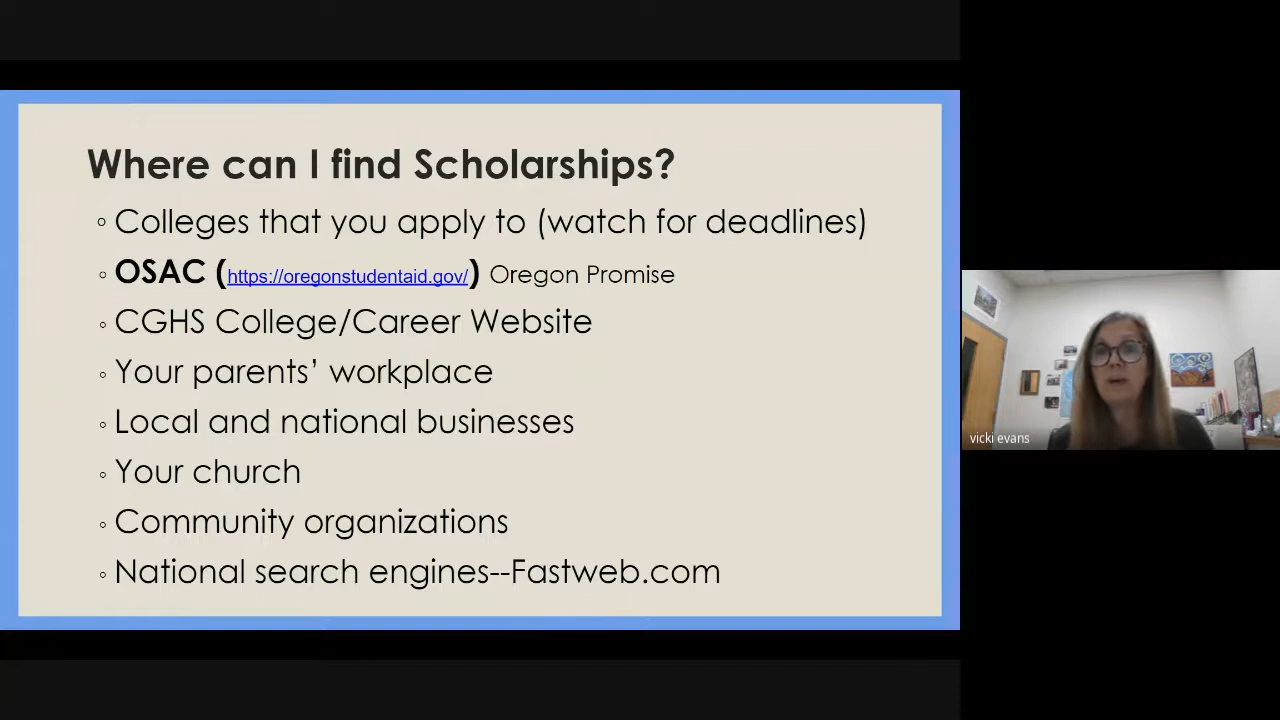 Where can I find Scholarships?
Colleges that you apply to (watch for deadlines)
OSAC (https://oregonstudentaid.gov/) Oregon Promise
CGHS College/Career Website
Your parents’ workplace
Local and national businesses
Your church
Community organizations
National search engines--Fastweb.com
vicki evans